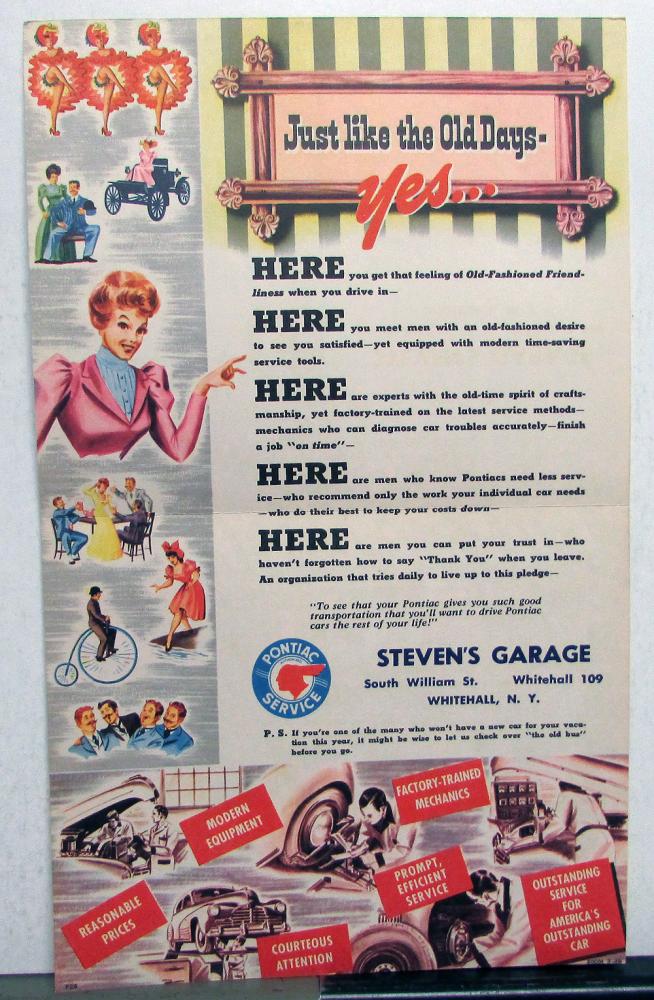 Just like the Old Days-
yes...
HERE you get that feeling of Old-Fashioned Friend-
liness when you drive in—
HERE you meet men with an old-fashioned desire
to see you satisfied—yet equipped with modern time-saving
service tools.
HERE are experts with the old-time spirit of crafts-
manship, yet factory-trained on the latest service methods—
mechanics who can diagnose car troubles accurately—finish
a job "on time"—
HERE are men who know Pontiacs need less serv-
ice—who recommend only the work your individual car needs
—who do their best to keep your costs down—
HERE are men you can put your trust in—who
haven't forgotten how to say "Thank You" when you leave.
An organization that tries daily to live up to this pledge—
"To see that your Pontiac gives you such good
transportation that you'll want to drive Pontiac
cars the rest of your life!"
PONTIAC
SERVICE
STEVEN'S GARAGE
South William St. Whitehall 109
WHITEHALL, N. Y.
P. S. If you're one of the many who won't have a new car for your vaca-
tion this year, it might be wise to let us check over "the old bus"
before you go.
MODERN
EQUIPMENT
FACTORY-TRAINED
MECHANICS
PROMPT,
EFFICIENT
SERVICE
REASONABLE
PRICES
COURTEOUS
ATTENTION
OUTSTANDING
SERVICE
FOR
AMERICA'S
OUTSTANDING
CAR